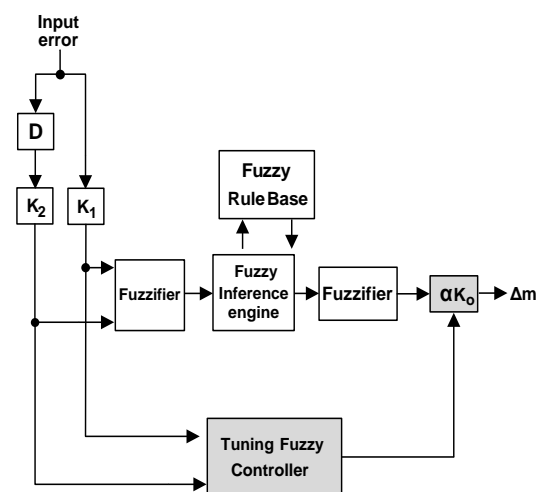 Input
error
D
K₂
K₁
Fuzzy
Rule Base
Fuzzifier
Fuzzy
Inference
engine
Fuzzifier
αKₒ
Δm
Tuning Fuzzy
Controller